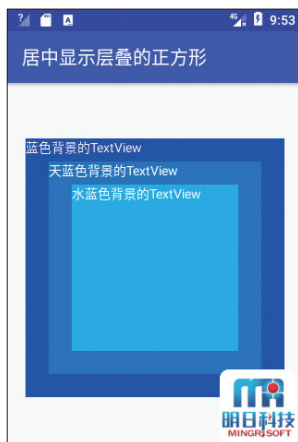 4G 9:53
居中显示层叠的正方形
蓝色背景的TextView
天蓝色背景的TextView
水蓝色背景的TextView
明日科技
MINGRISOFT